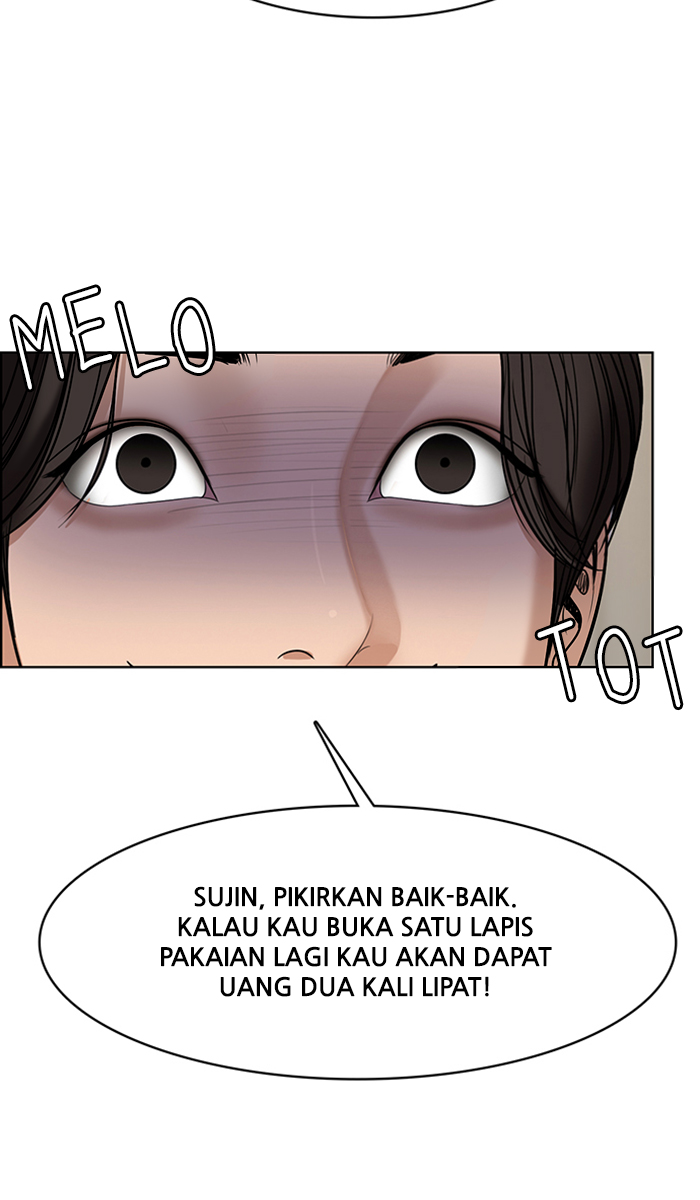 MELO
TOT
SUJIN, PIKIRKAN BAIK-BAIK.
KALAU KAU BUKA SATU LAPIS
PAKAIAN LAGI KAU AKAN DAPAT
UANG DUA KALI LIPAT!